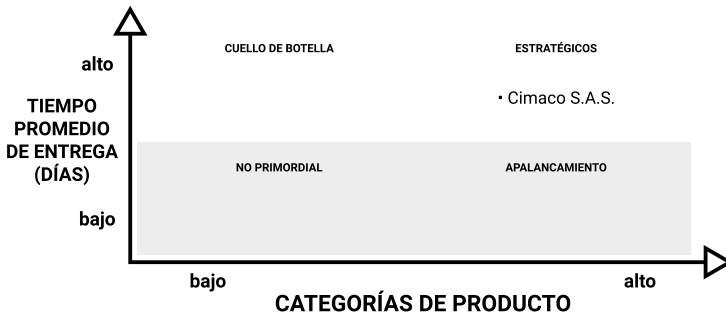 CUELLO DE BOTELLA
ESTRATÉGICOS
alto
• Cimaco S.A.S.
TIEMPO
PROMEDIO
DE ENTREGA
(DÍAS)
NO PRIMORDIAL
APALANCAMIENTO
bajo
bajo
alto
CATEGORÍAS DE PRODUCTO